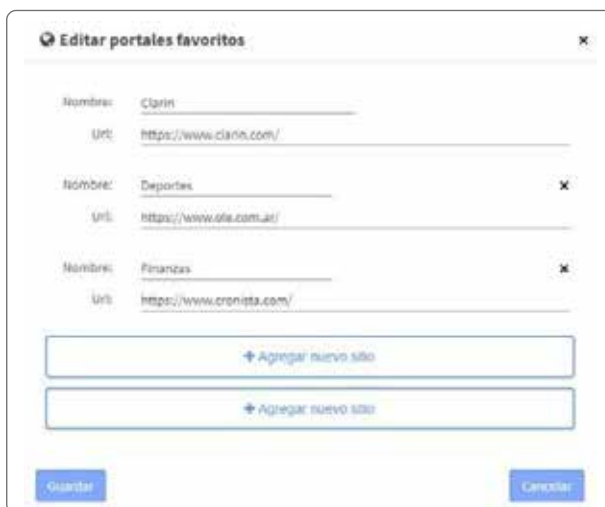 Editar portales favoritos
Nombre: Clarin
Url: https://www.clarin.com/
Nombre: Deportes
Url: https://www.ole.com.ar/
Nombre: Finanzas
Url: https://www.cronista.com/
+ Agregar nuevo sitio
+ Agregar nuevo sitio
Guardar Cancelar